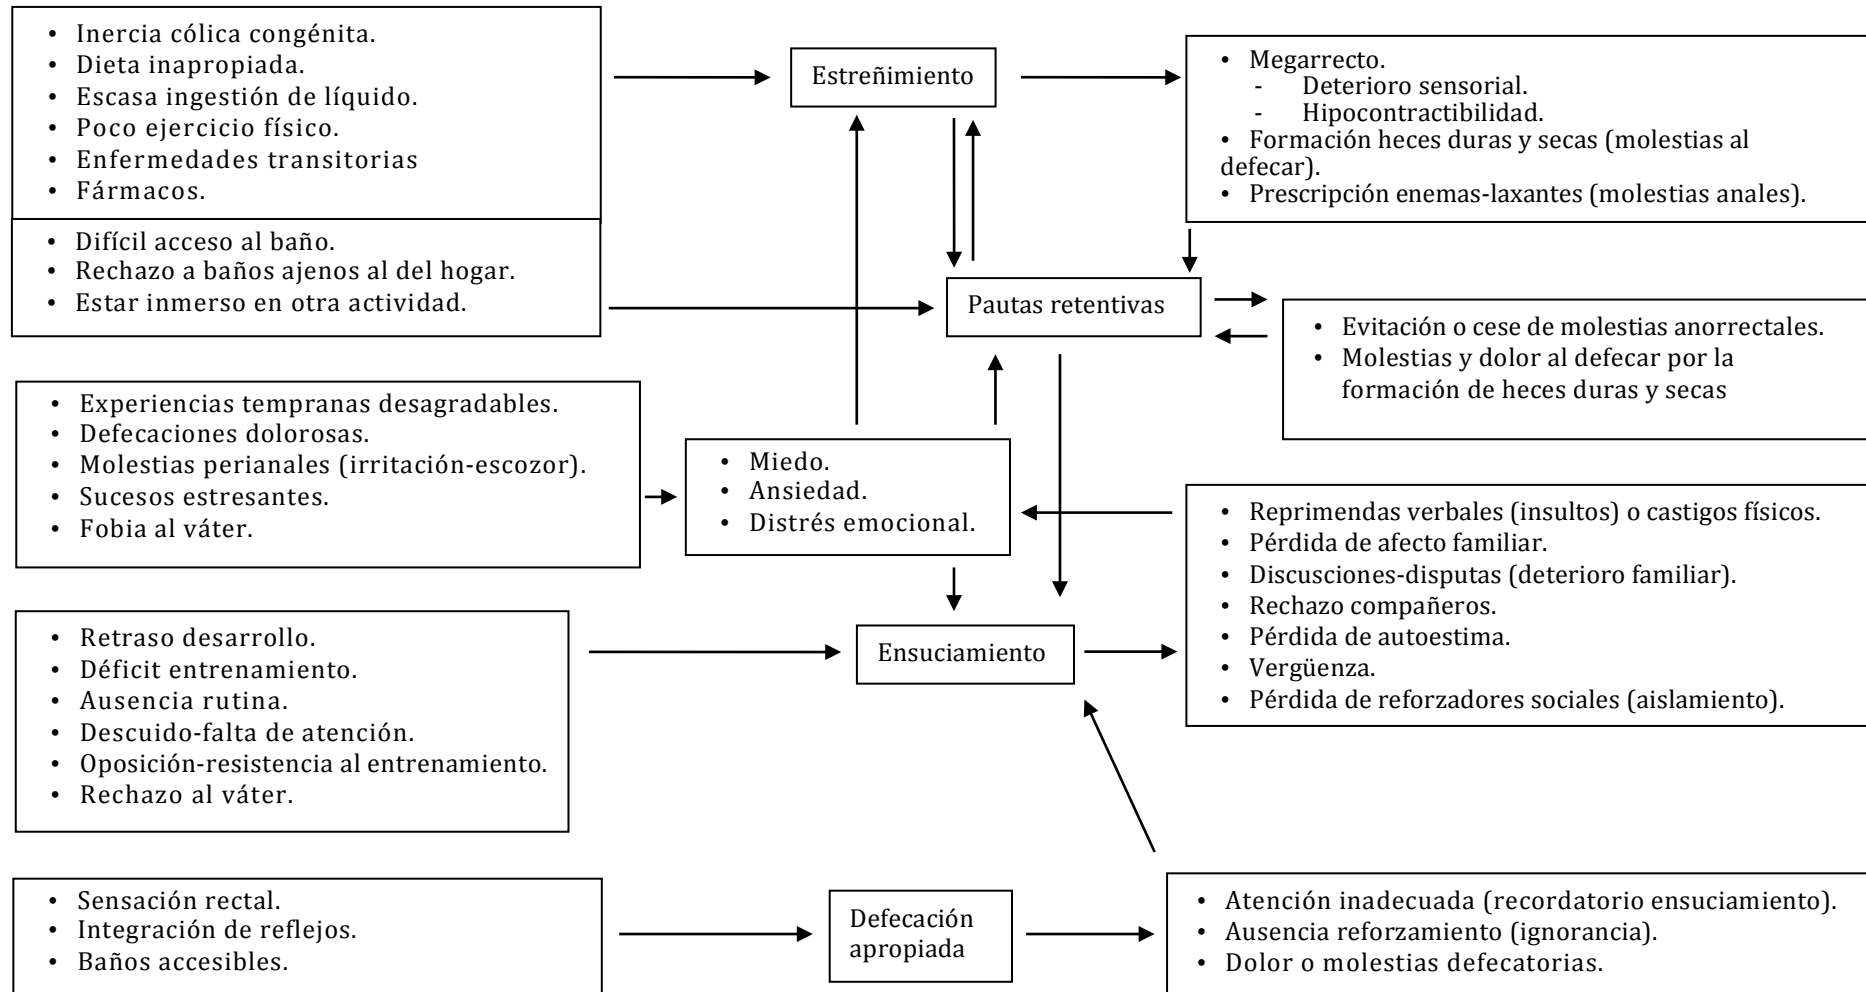 • Inercia cólica congénita.
• Dieta inapropiada.
• Escasa ingestión de líquido.
• Poco ejercicio físico.
• Enfermedades transitorias
• Fármacos.
• Difícil acceso al baño.
• Rechazo a baños ajenos al del hogar.
• Estar inmerso en otra actividad.
Estreñimiento
• Megarrecto.
- Deterioro sensorial.
- Hipocontractibilidad.
• Formación heces duras y secas (molestias al
defecar).
• Prescripción enemas-laxantes (molestias anales).
Pautas retentivas
• Evitación o cese de molestias anorrectales.
• Molestias y dolor al defecar por la
formación de heces duras y secas
• Experiencias tempranas desagradables.
• Defecaciones dolorosas.
• Molestias perianales (irritación-escozor).
• Sucesos estresantes.
• Fobia al váter.
• Miedo.
• Ansiedad.
• Distrés emocional.
• Reprimendas verbales (insultos) o castigos físicos.
• Pérdida de afecto familiar.
• Discusciones-disputas (deterioro familiar).
• Rechazo compañeros.
• Pérdida de autoestima.
• Vergüenza.
• Pérdida de reforzadores sociales (aislamiento).
• Retraso desarrollo.
• Déficit entrenamiento.
• Ausencia rutina.
• Descuido-falta de atención.
• Oposición-resistencia al entrenamiento.
• Rechazo al váter.
Ensuciamiento
• Sensación rectal.
• Integración de reflejos.
• Baños accesibles.
Defecación
apropiada
• Atención inadecuada (recordatorio ensuciamiento).
• Ausencia reforzamiento (ignorancia).
• Dolor o molestias defecatorias.